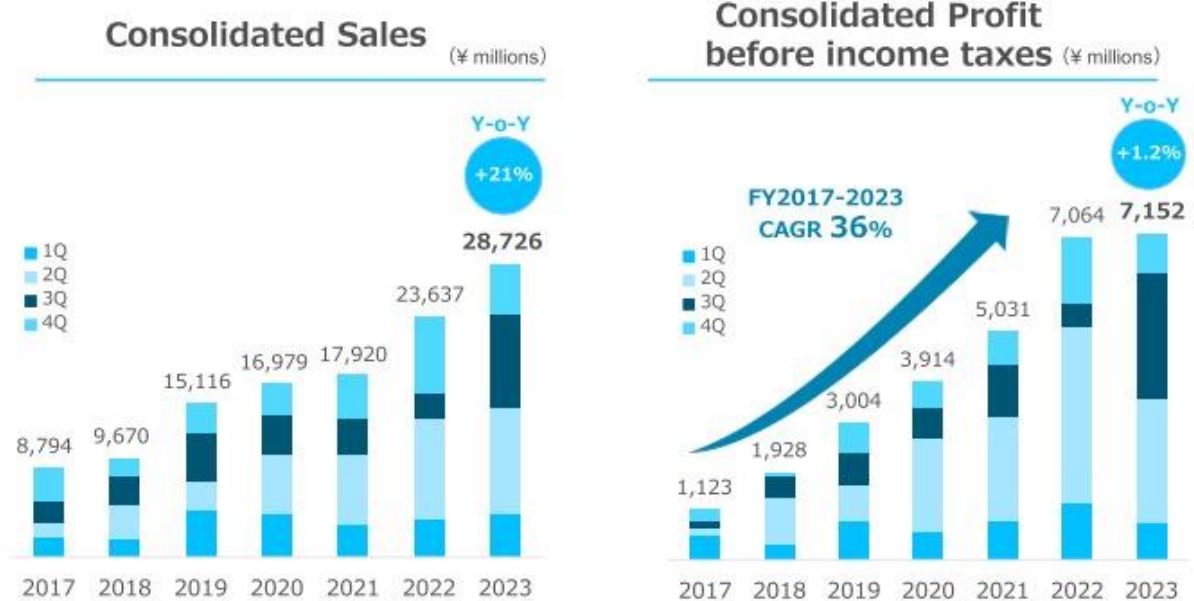 Consolidated Sales (¥ millions)
Y-o-Y
+21%
28,726
23,637
17,920
16,979
15,116
9,670
8,794
1Q
2Q
3Q
4Q
2017 2018 2019 2020 2021 2022 2023
Consolidated Profit
before income taxes (¥ millions)
Y-o-Y
+1.2%
FY2017-2023
CAGR 36%
7,152
7,064
5,031
3,914
3,004
1,928
1,123
1Q
2Q
3Q
4Q
2017 2018 2019 2020 2021 2022 2023